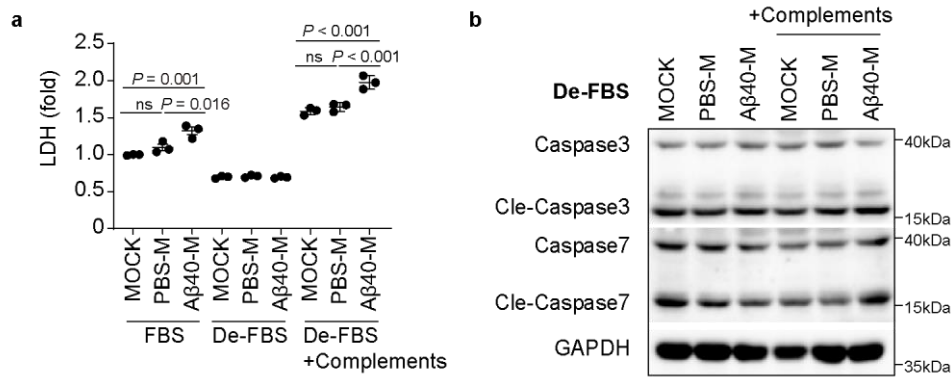 a
LDH (fold)
2.5
2.0
1.5
1.0
0.5
0
P < 0.001
ns P < 0.001
P = 0.001
ns P = 0.016
MOCK
PBS-M
Aβ40-M
MOCK
PBS-M
Aβ40-M
MOCK
PBS-M
Aβ40-M
FBS
De-FBS
De-FBS
+Complements
b
+Complements
De-FBS
MOCK
PBS-M
Aβ40-M
MOCK
PBS-M
Aβ40-M
Caspase3
40kDa
Cle-Caspase3
15kDa
Caspase7
40kDa
Cle-Caspase7
15kDa
GAPDH
35kDa